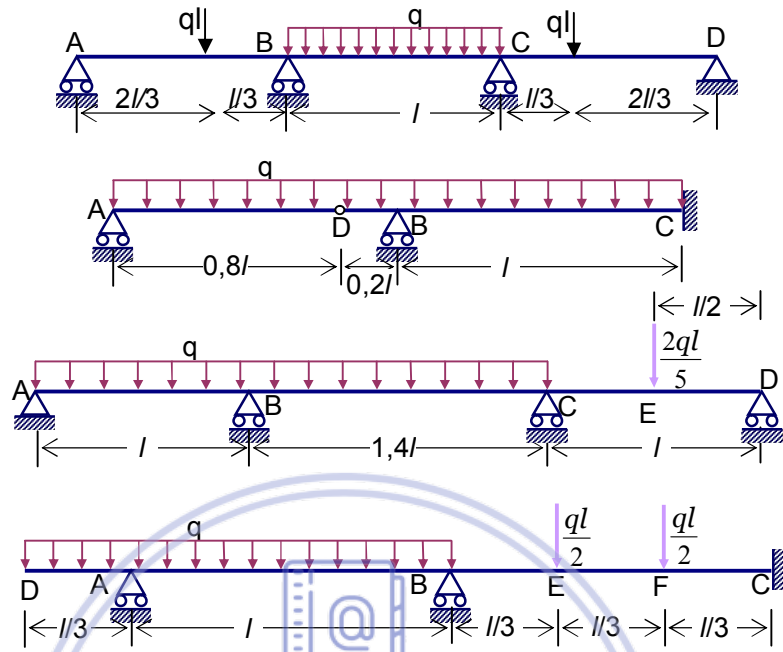 ql q ql
A B C D
2l/3 l/3 l l/3 2l/3
q
A D B C
0,8l 0,2l l
l/2
q 2ql/5
A B C E D
l 1,4l l
q ql/2 ql/2
D A B E F C
l/3 l l/3 l/3 l/3
@